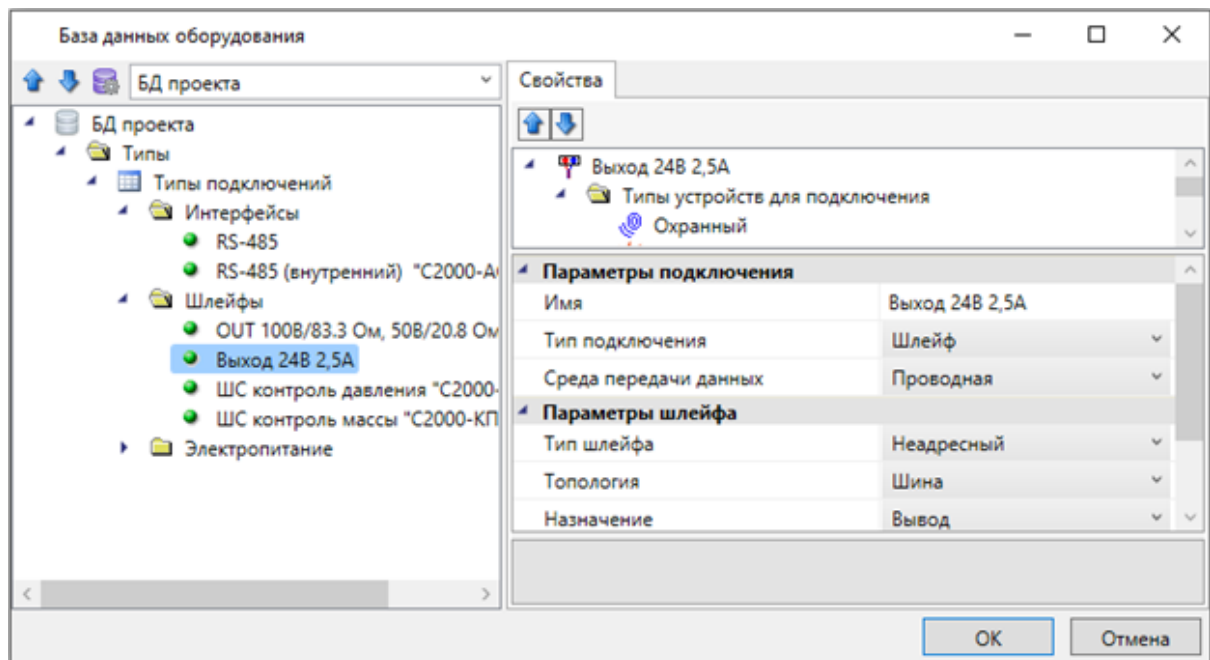 База данных оборудования
БД проекта
БД проекта
Типы
Типы подключений
Интерфейсы
RS-485
RS-485 (внутренний) "С2000-А
Шлейфы
OUT 100В/83.3 Ом, 50В/20.8 Ом
Выход 24В 2,5А
ШС контроль давления "С2000-
ШС контроль массы "С2000-КП
Электропитание
Свойства
Выход 24В 2,5А
Типы устройств для подключения
Охранный
Параметры подключения
Имя Выход 24В 2,5А
Тип подключения Шлейф
Среда передачи данных Проводная
Параметры шлейфа
Тип шлейфа Неадресный
Топология Шина
Назначение Вывод
ОК Отмена